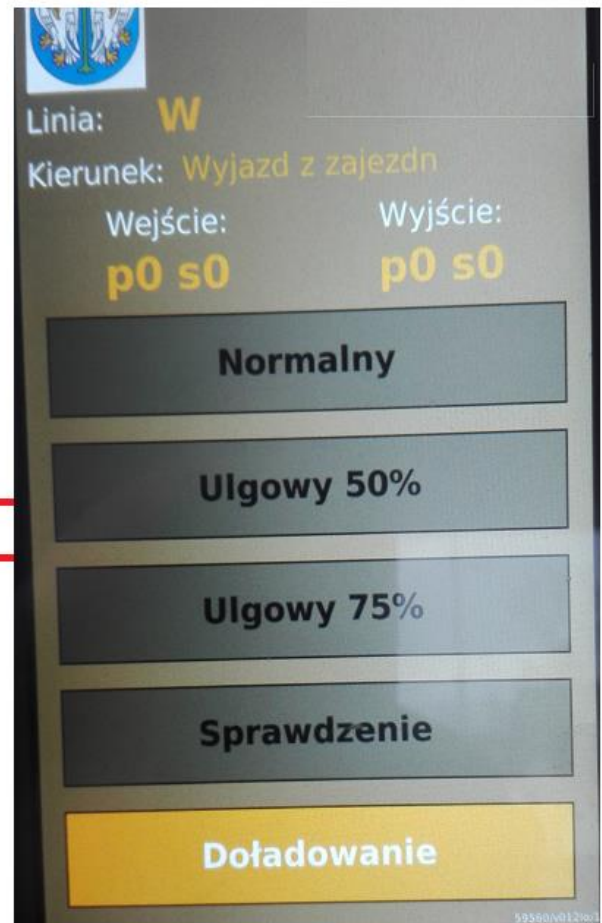 Linia: W
Kierunek: Wyjazd z zajezdn
Wejście: Wyjście:
p0 s0 p0 s0
Normalny
Ulgowy 50%
Ulgowy 75%
Sprawdzenie
Doładowanie